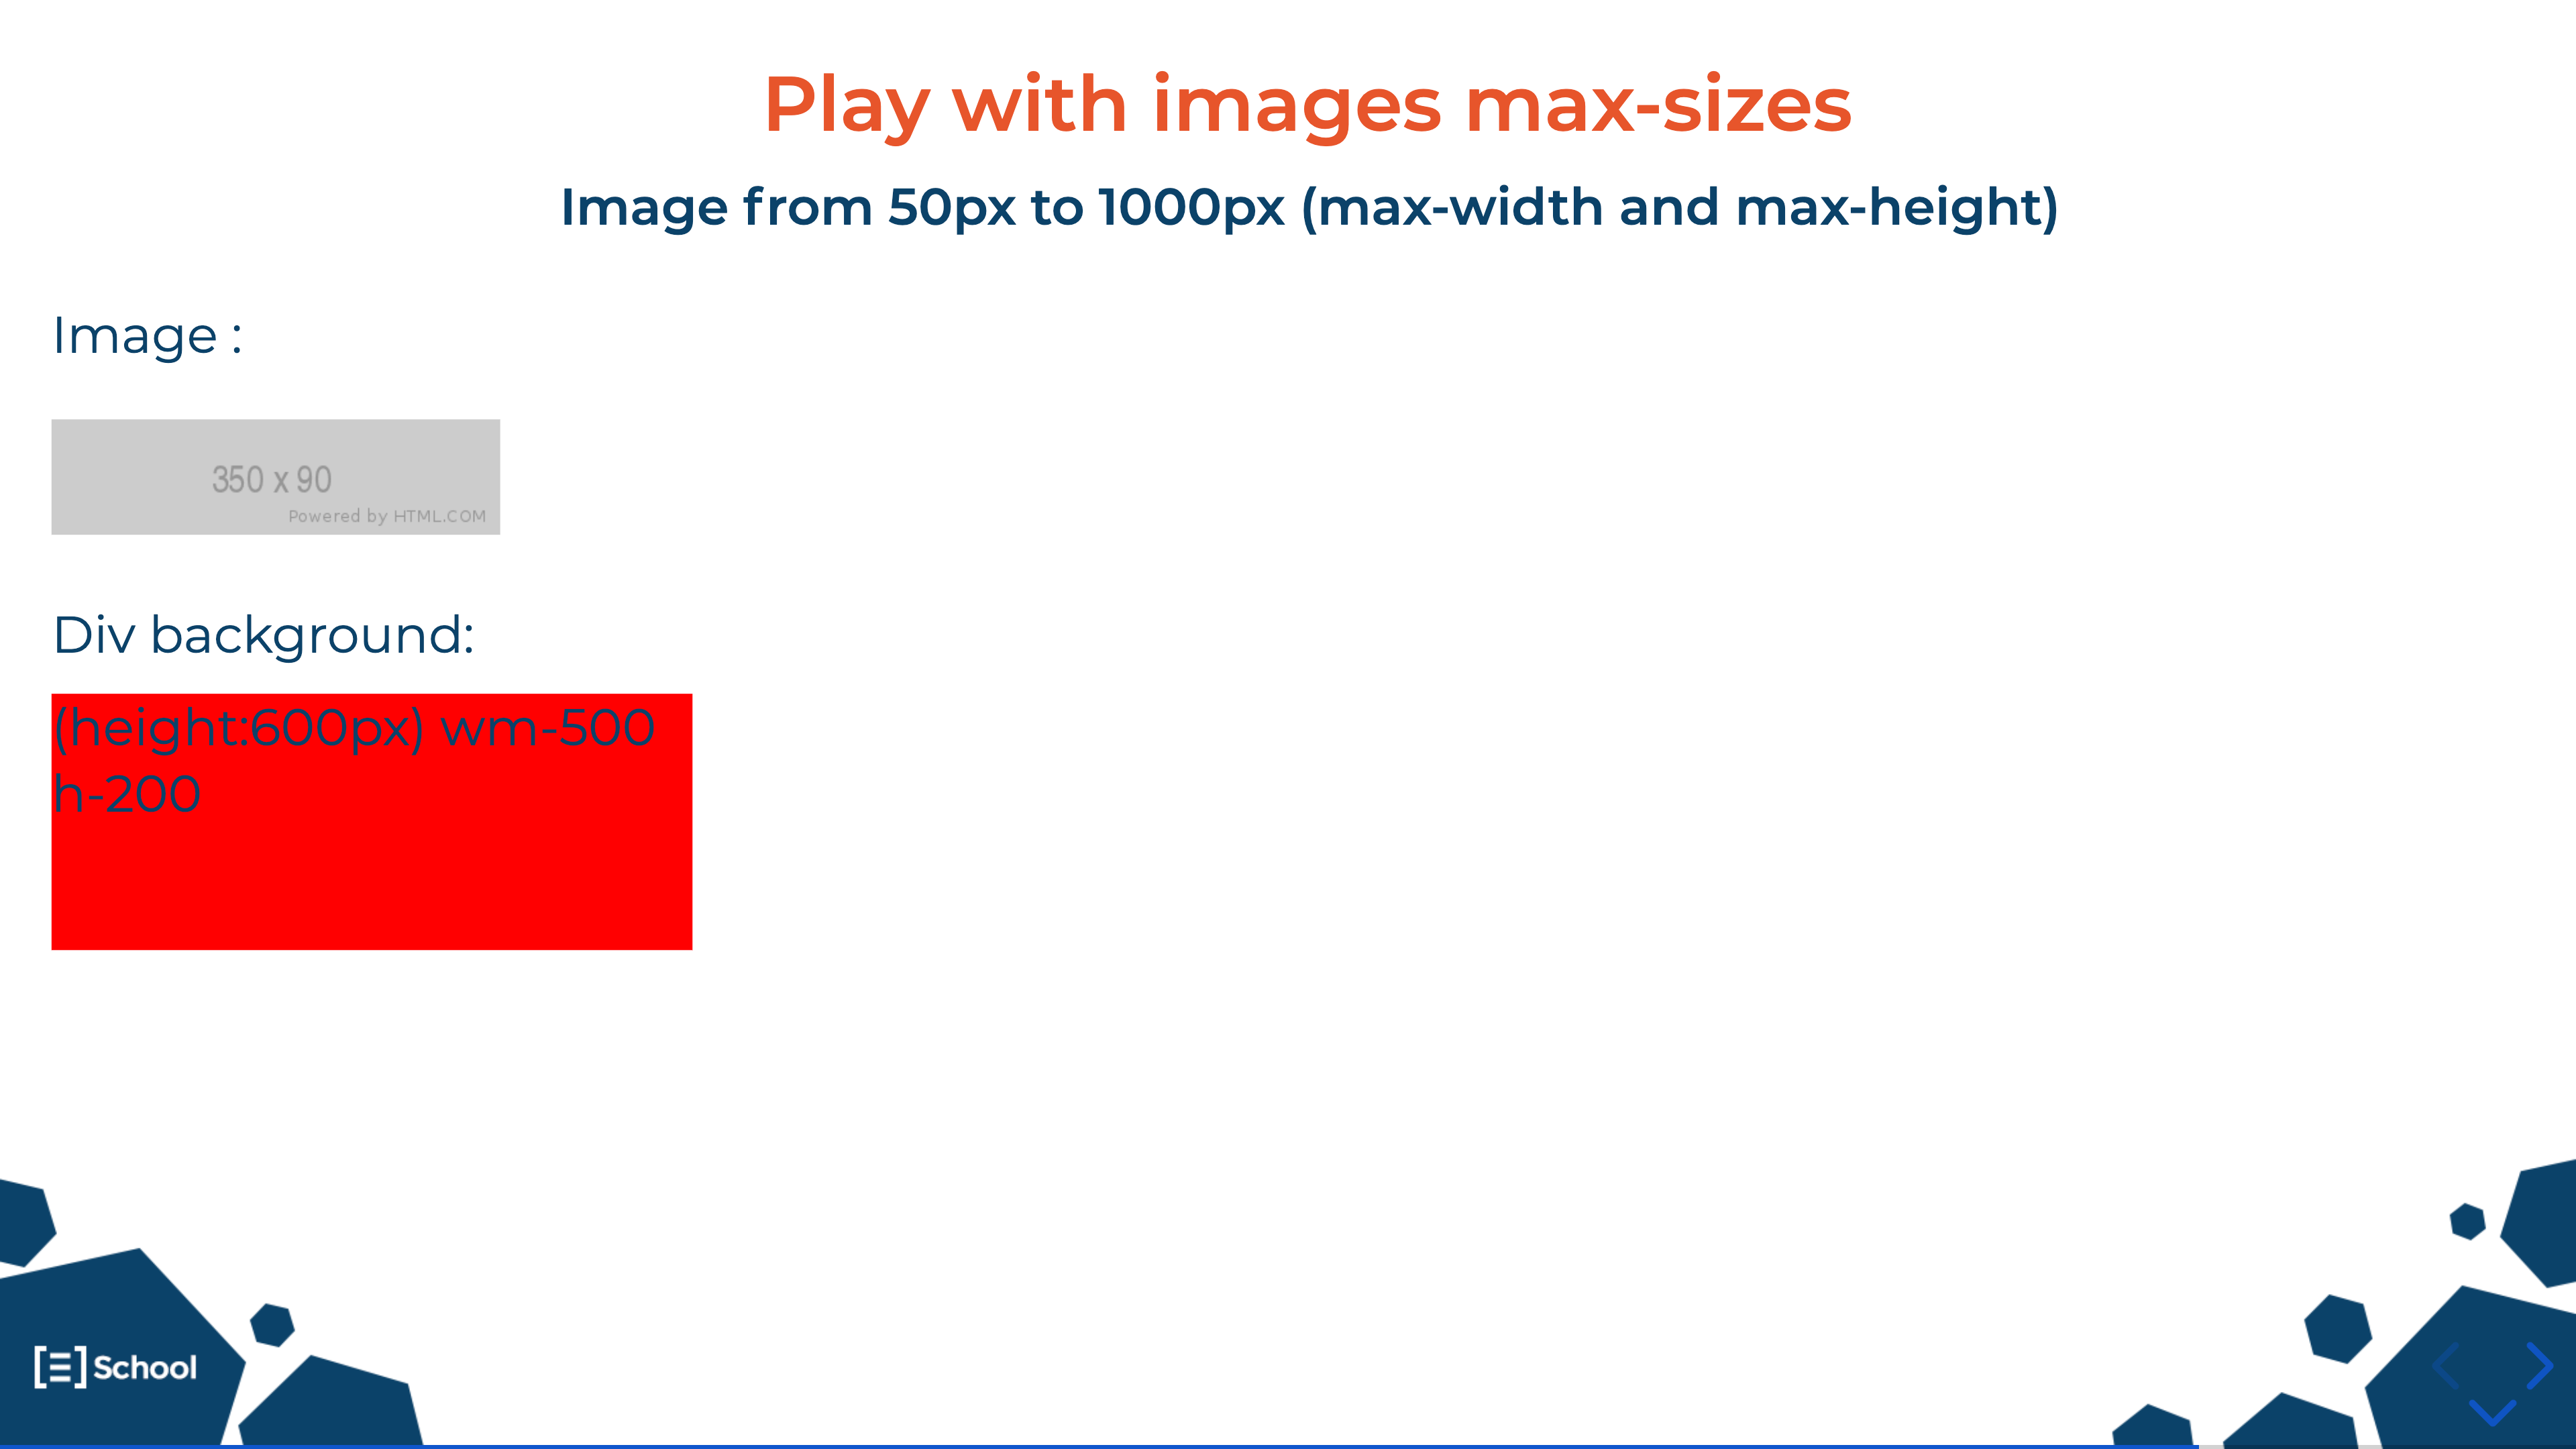 Play with images max-sizes
Image from 50px to 1000px (max-width and max-height)
Image :
350 x 90
Powered by HTML.COM
Div background:
(height:600px) wm-500
h-200
School